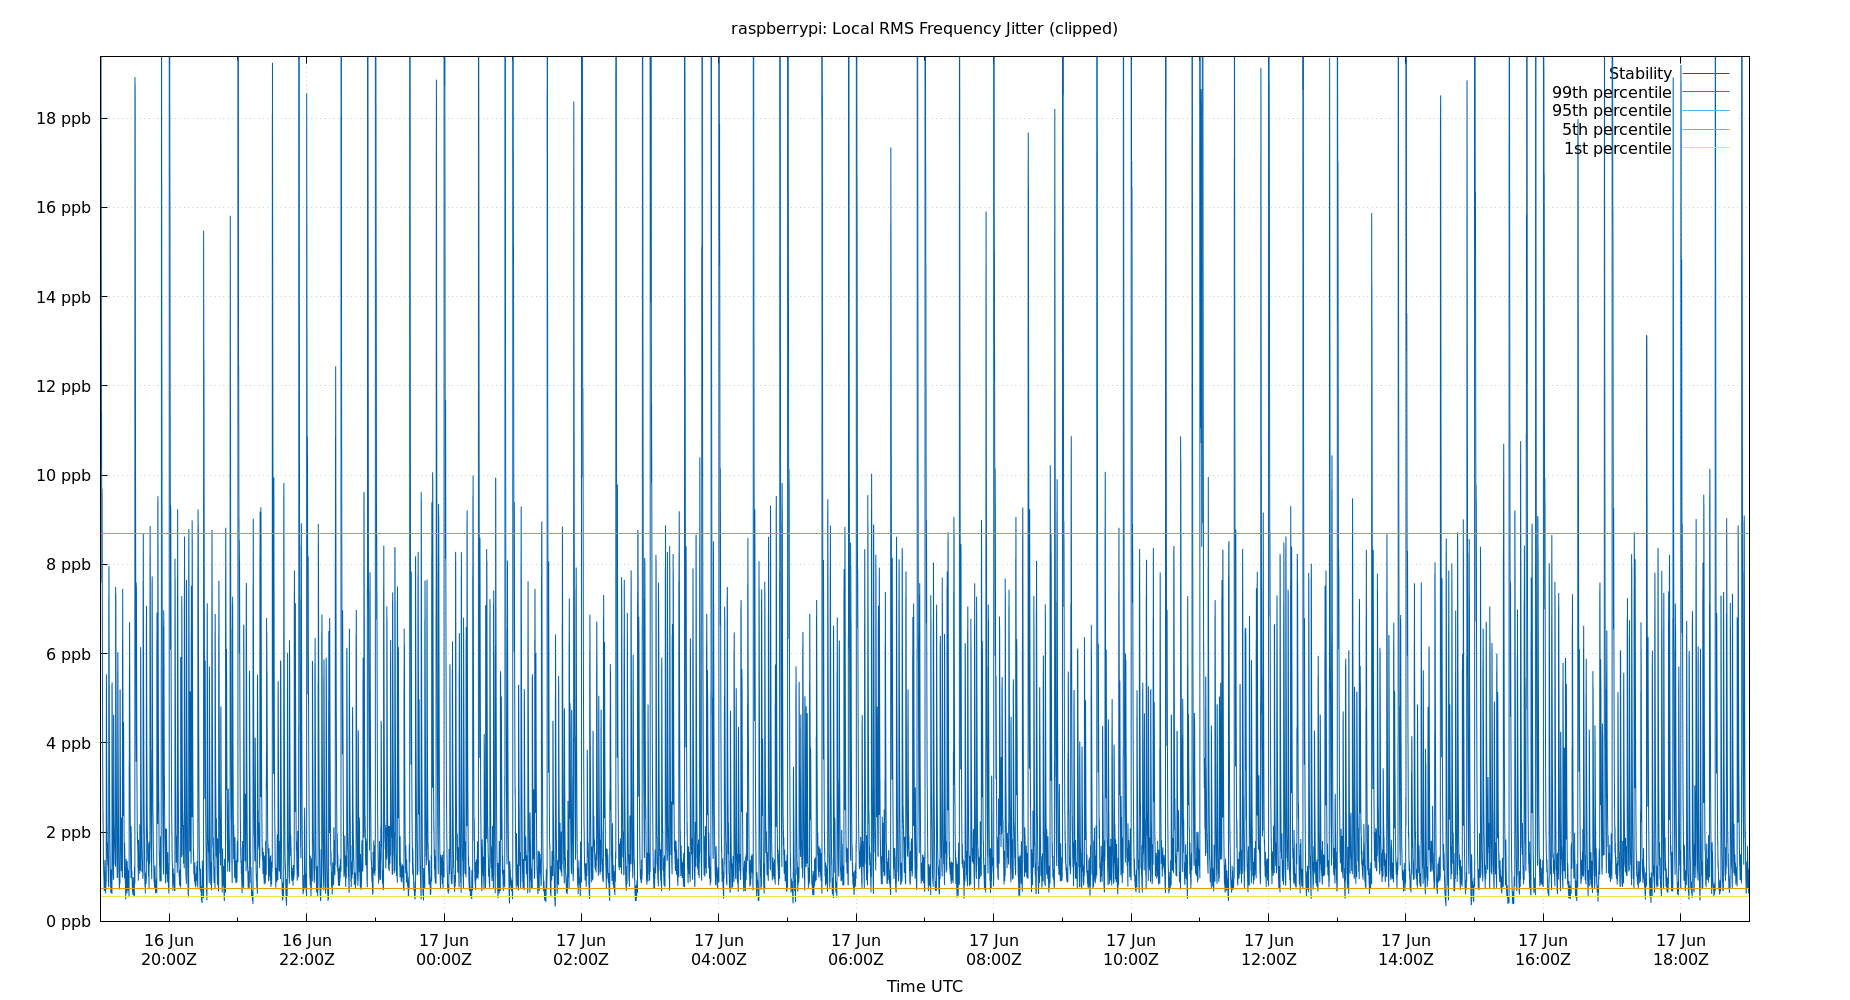 raspberrypi: Local RMS Frequency Jitter (clipped)
Stability
99th percentile
95th percentile
5th percentile
1st percentile
18 ppb
16 ppb
14 ppb
12 ppb
10 ppb
8 ppb
6 ppb
4 ppb
2 ppb
0 ppb
16 Jun 16 Jun 17 Jun 17 Jun 17 Jun 17 Jun 17 Jun 17 Jun 17 Jun 17 Jun 17 Jun 17 Jun
20:00Z 22:00Z 00:00Z 02:00Z 04:00Z 06:00Z 08:00Z 10:00Z 12:00Z 14:00Z 16:00Z 18:00Z
Time UTC